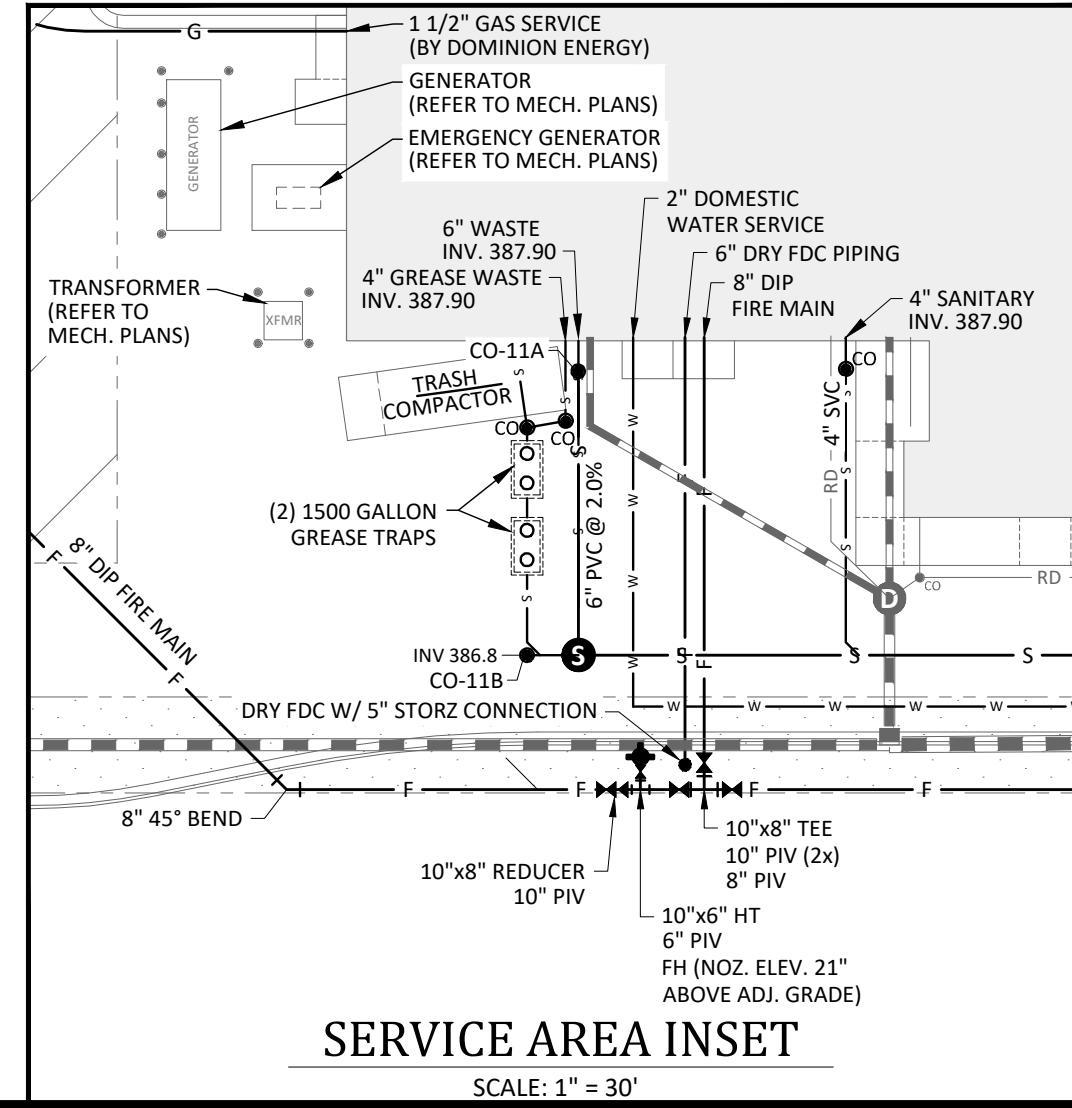 1 1/2" GAS SERVICE
(BY DOMINION ENERGY)
G
GENERATOR
(REFER TO MECH. PLANS)
GENERATOR
EMERGENCY GENERATOR
(REFER TO MECH. PLANS)
2" DOMESTIC
WATER SERVICE
6" WASTE
INV. 387.90
6" DRY FDC PIPING
4" GREASE WASTE
INV. 387.90
8" DIP
FIRE MAIN
TRANSFORMER
(REFER TO
MECH. PLANS)
XFMR
4" SANITARY
INV. 387.90
CO-11A
CO
TRASH
COMPACTOR
S
S
S
4" SVC
CO
CO
S
W
S
RD
S
F
F
(2) 1500 GALLON
GREASE TRAPS
6" PVC @ 2.0%
W
S
S
8" DIP FIRE MAIN
F
F
S
W
D
CO
RD
INV 386.8
CO-11B
S
W
S
F
S
S
DRY FDC W/ 5" STORZ CONNECTION
W
W
W
W
W
F
F
F
F
8" 45° BEND
10"x8" REDUCER
10" PIV
10"x8" TEE
10" PIV (2x)
8" PIV
10"x6" HT
6" PIV
FH (NOZ. ELEV. 21"
ABOVE ADJ. GRADE)
SERVICE AREA INSET
SCALE: 1" = 30'